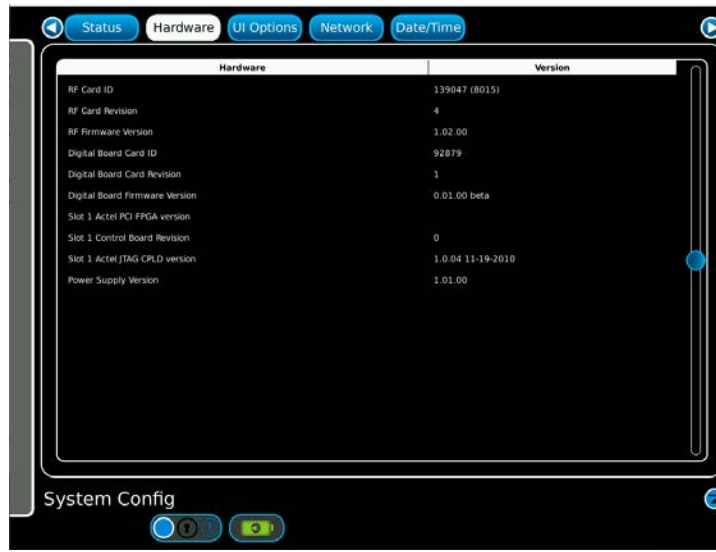 Status Hardware UI Options Network Date/Time
Hardware Version
RF Card ID 139047 (8015)
RF Card Revision 4
RF Firmware Version 1.02.00
Digital Board Card ID 92879
Digital Board Card Revision 1
Digital Board Firmware Version 0.01.00 beta
Slot 1 Actel PCI FPGA version
Slot 1 Control Board Revision 0
Slot 1 Actel JTAG CPLD version 1.0.04 11-19-2010
Power Supply Version 1.01.00
System Config